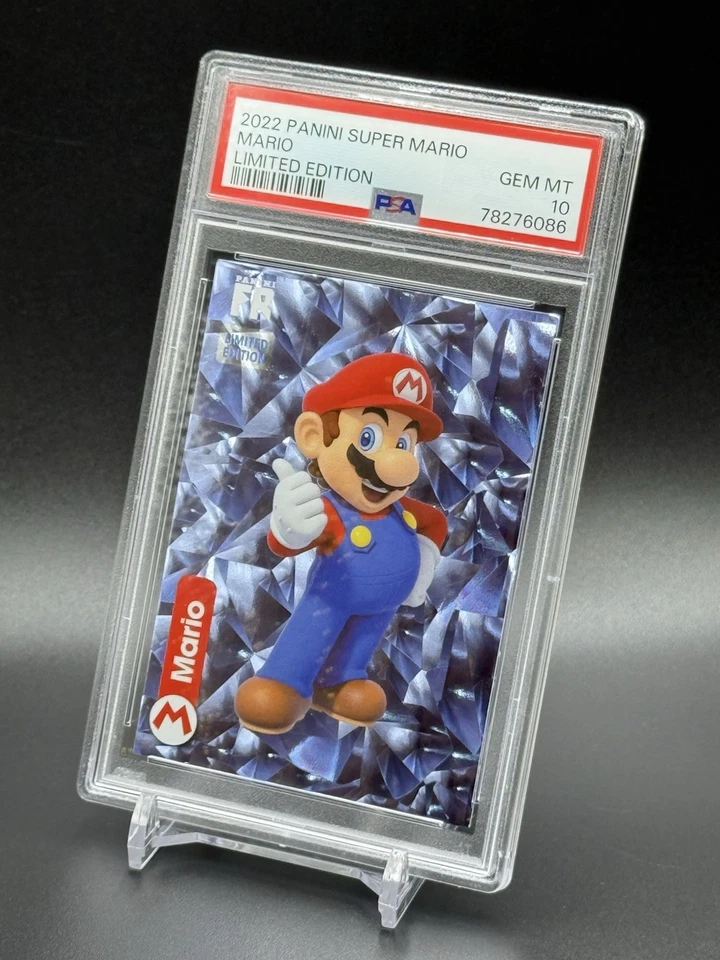 2022 PANINI SUPER MARIO
MARIO
LIMITED EDITION
GEM MT
10
78276086
PSA
PANINI
FR
LIMITED
EDITION
M
Mario
M